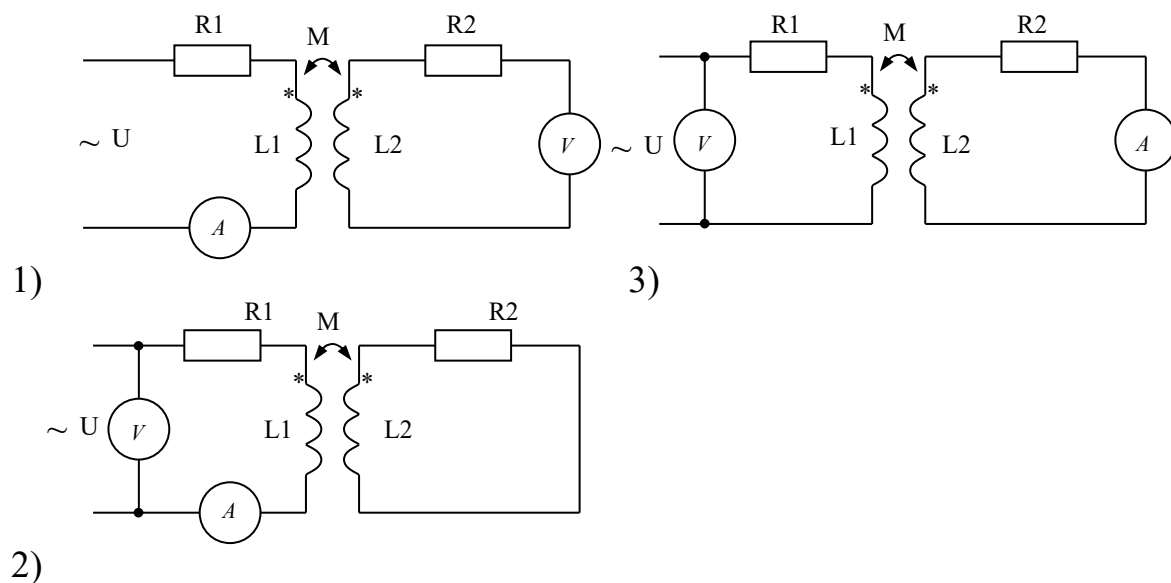 R1 M R2
* *
~ U L1 L2 V
A
1)
R1 M R2
* *
~ U V L1 L2 A
3)
R1 M R2
* *
~ U V L1 L2
A
2)